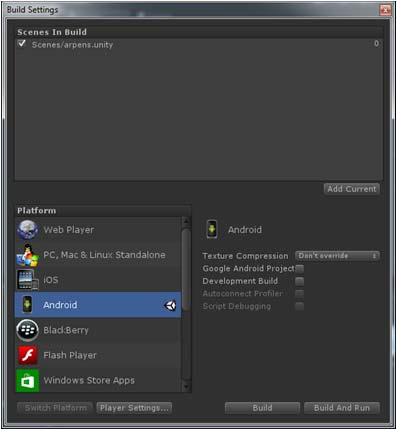 Build Settings
Scenes In Build
Scenes/arpens.unity 0
Add Current
Platform
Web Player
PC, Mac & Linux Standalone
iOS
Android
BlackBerry
Flash Player
Windows Store Apps
Android
Texture Compression Don't override
Google Android Project
Development Build
Autoconnect Profiler
Script Debugging
Switch Platform Player Settings... Build Build And Run